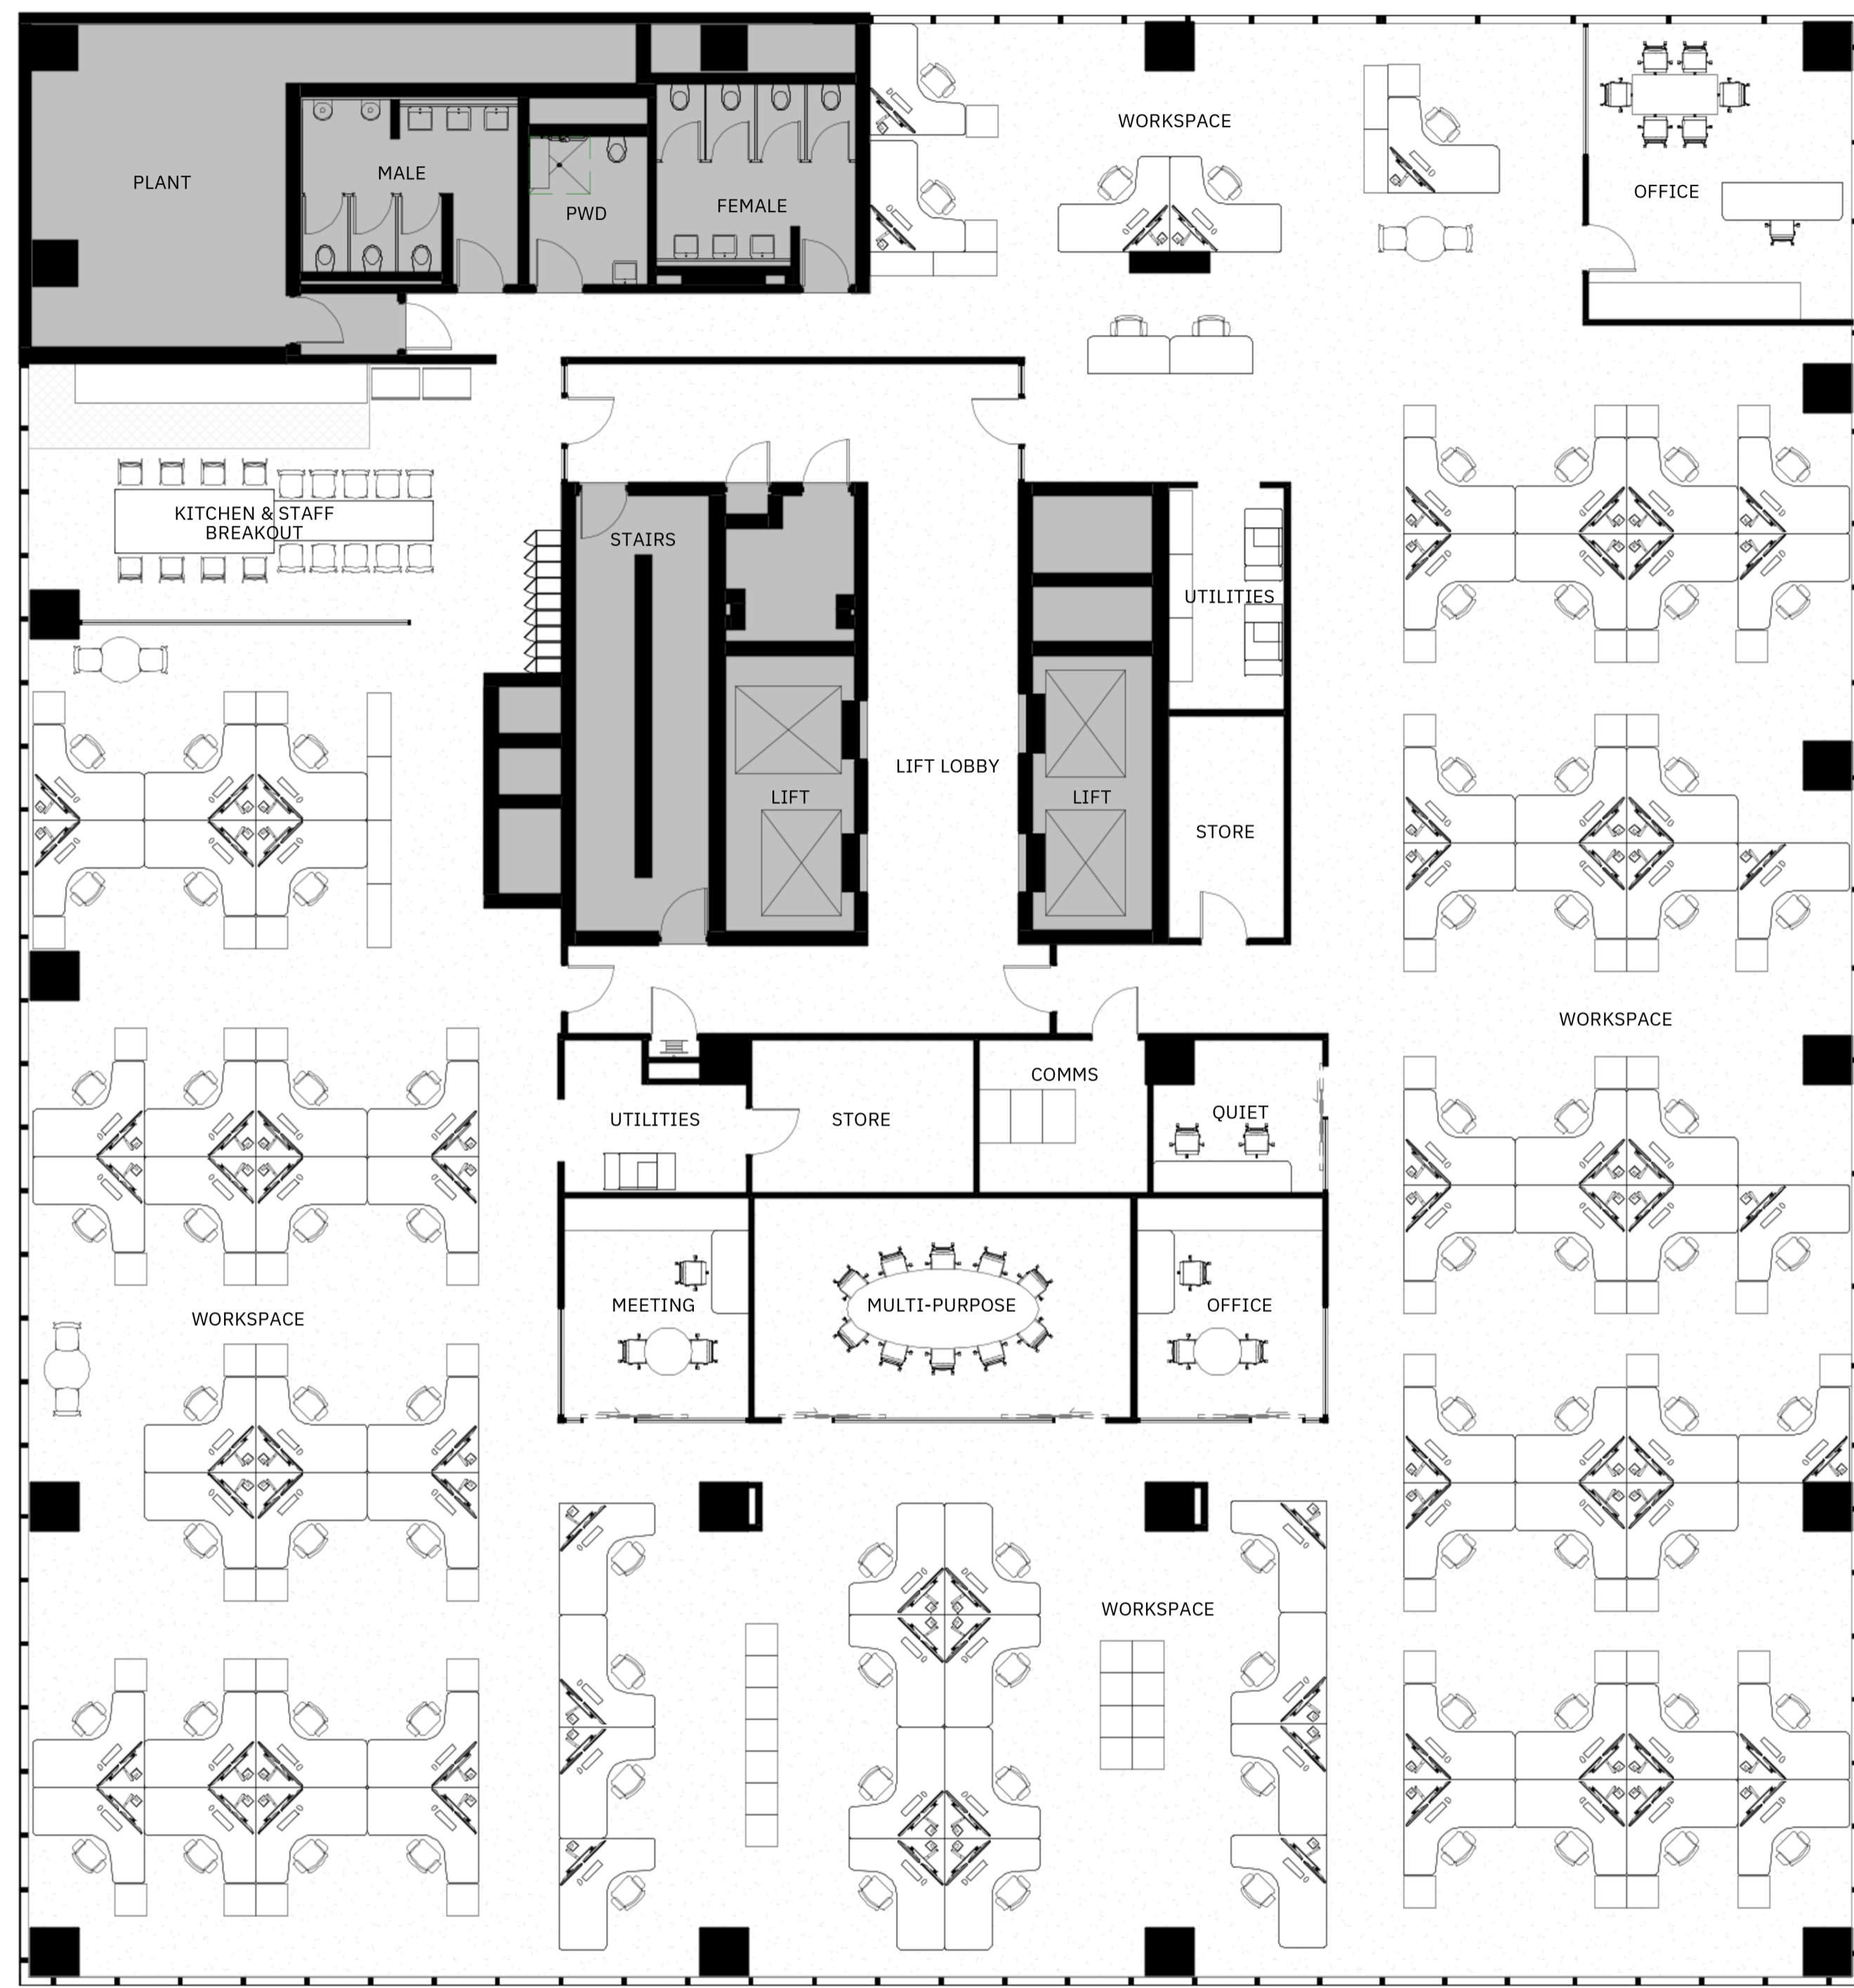 WORKSPACE
PLANT
MALE
PWD
FEMALE
OFFICE
KITCHEN & STAFF
BREAKOUT
STAIRS
UTILITIES
LIFT LOBBY
LIFT
LIFT
STORE
WORKSPACE
COMMS
UTILITIES
STORE
QUIET
WORKSPACE
MEETING
MULTI-PURPOSE
OFFICE
WORKSPACE